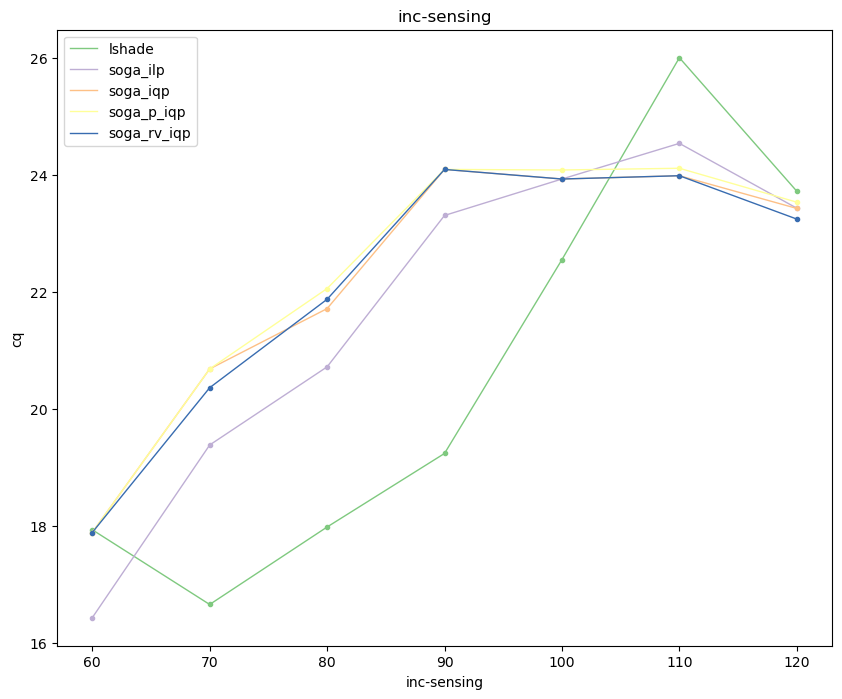 inc-sensing
lshade
soga_ilp
soga_iqp
soga_p_iqp
soga_rv_iqp
26
24
22
20
18
16
cq
60 70 80 90 100 110 120
inc-sensing